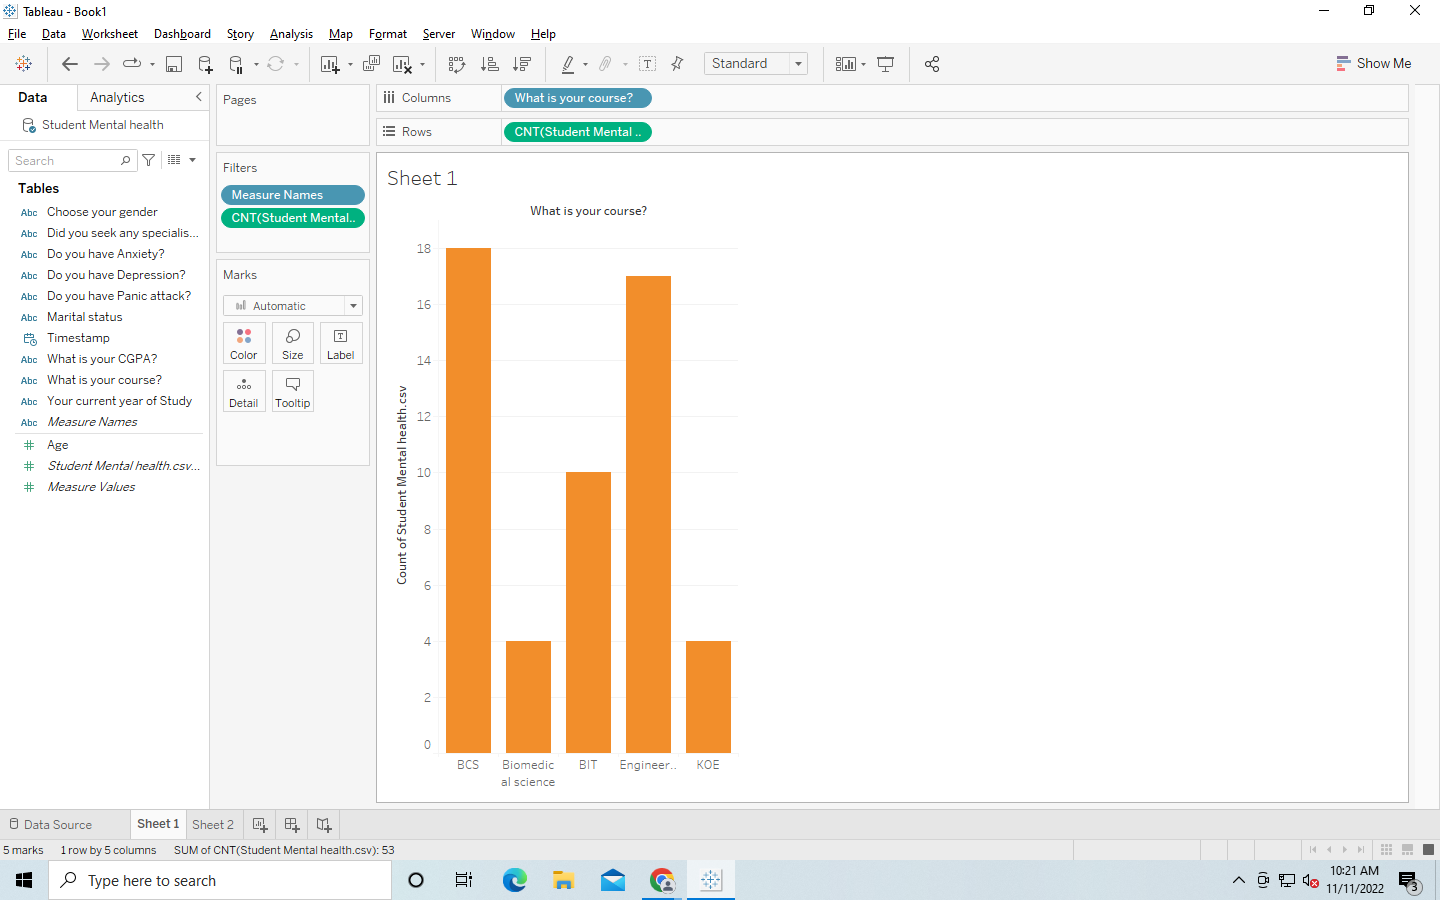 Tableau - Book1
File Data Worksheet Dashboard Story Analysis Map Format Server Window Help
Standard
Show Me
Data Analytics
Student Mental health
Search
Tables
Abc Choose your gender
Abc Did you seek any specialis...
Abc Do you have Anxiety?
Abc Do you have Depression?
Abc Do you have Panic attack?
Abc Marital status
Timestamp
Abc What is your CGPA?
Abc What is your course?
Abc Your current year of Study
Abc Measure Names
# Age
# Student Mental health.csv...
# Measure Values
Pages
Filters
Measure Names
CNT(Student Mental..
Marks
Automatic
Color Size Label
Detail Tooltip
Columns What is your course?
Rows CNT(Student Mental ..
Sheet 1
What is your course?
Count of Student Mental health.csv
18
16
14
12
10
8
6
4
2
0
BCS Biomedic BIT Engineer.. KOE
al science
Data Source Sheet 1 Sheet 2
5 marks 1 row by 5 columns SUM of CNT(Student Mental health.csv): 53
Type here to search
10:21 AM
11/11/2022
3